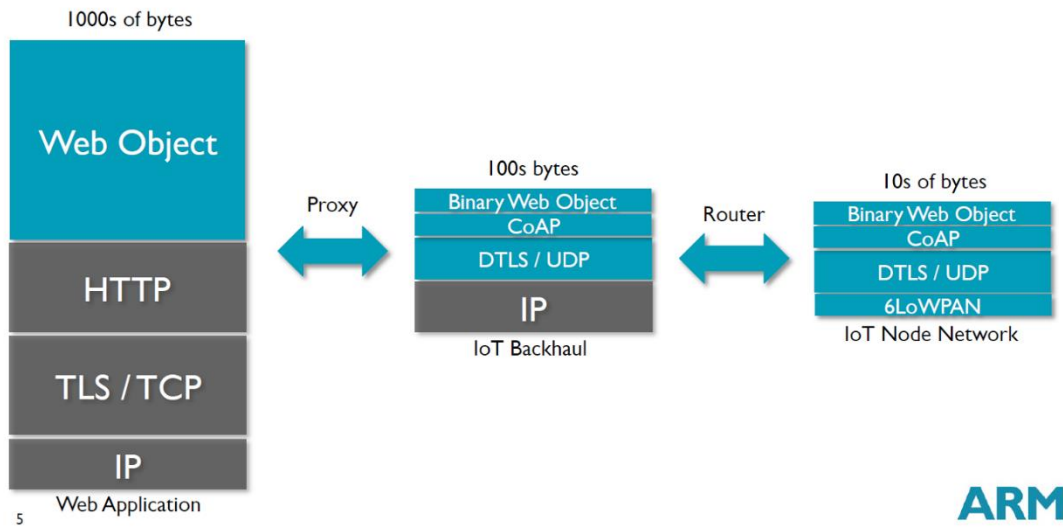 1000s of bytes
Web Object
HTTP
TLS / TCP
IP
Web Application
Proxy
100s bytes
Binary Web Object
CoAP
DTLS / UDP
IP
IoT Backhaul
Router
10s of bytes
Binary Web Object
CoAP
DTLS / UDP
6LoWPAN
IoT Node Network
5
ARM